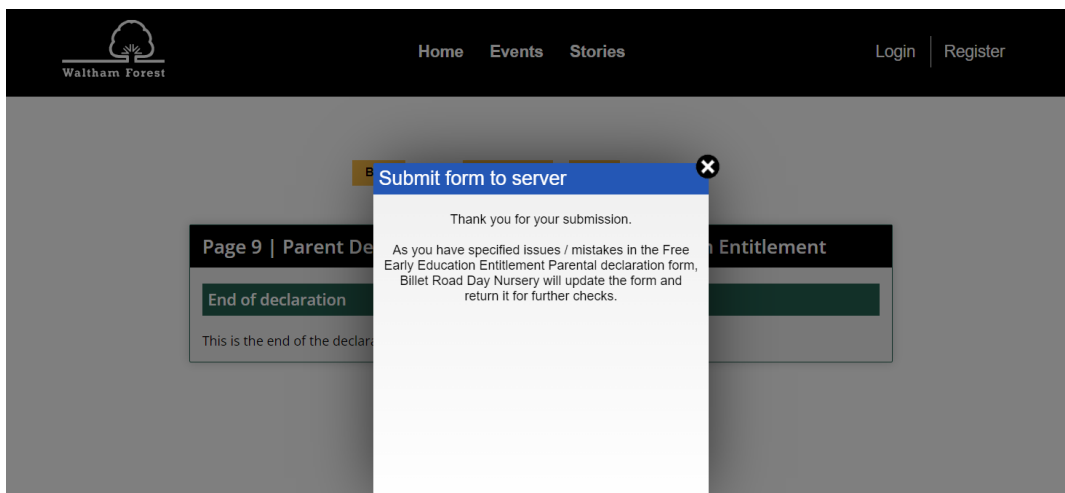 Waltham Forest
Home Events Stories
Login Register
B
Submit form to server
Thank you for your submission.
As you have specified issues / mistakes in the Free
Early Education Entitlement Parental declaration form,
Billet Road Day Nursery will update the form and
return it for further checks.
Page 9 | Parent De Entitlement
End of declaration
This is the end of the declara